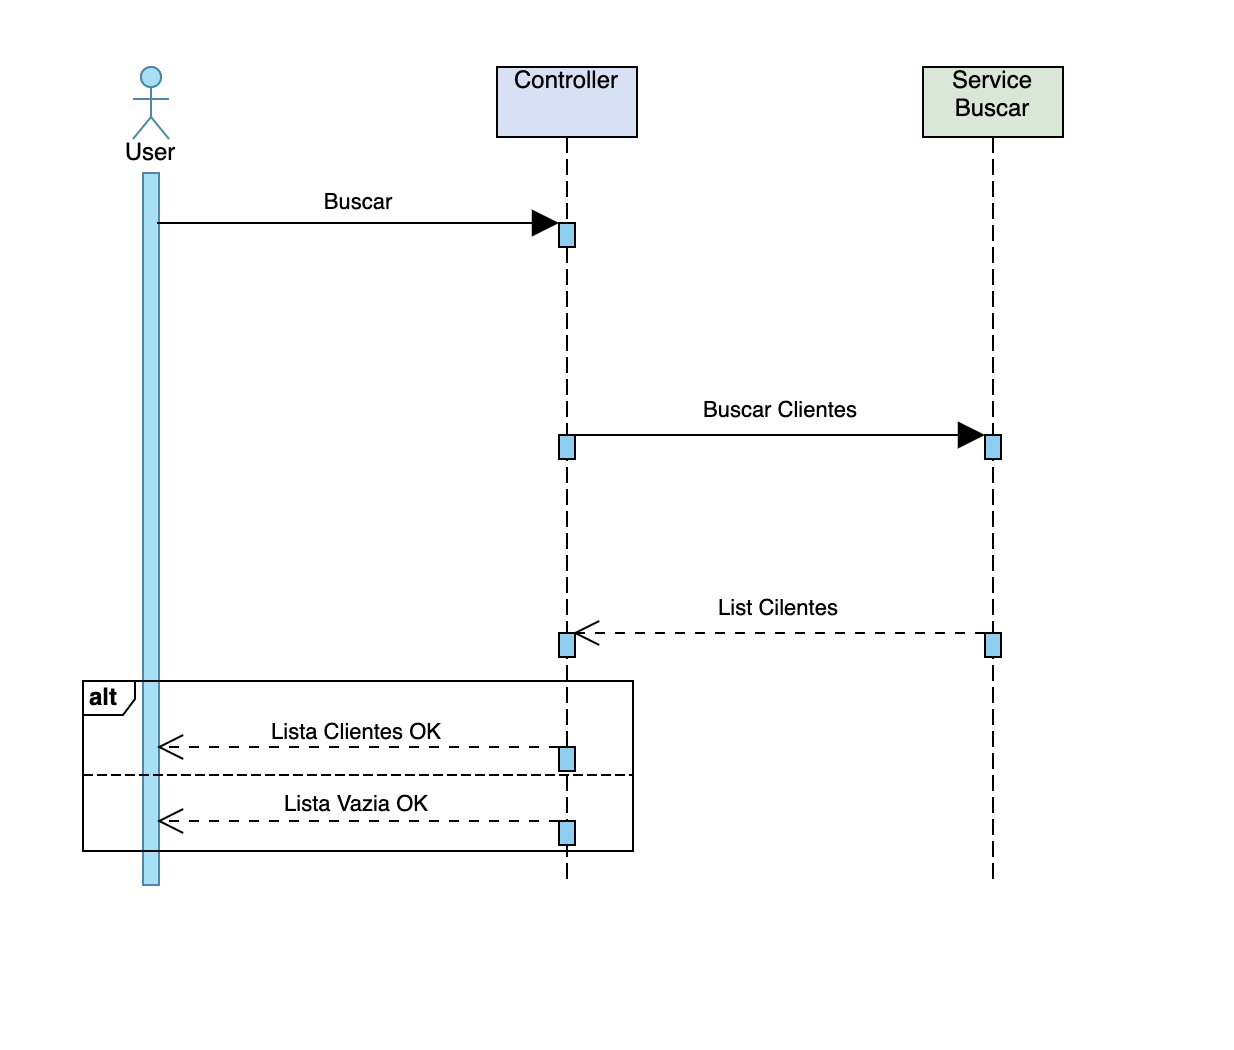 User
Controller
Service
Buscar
Buscar
Buscar Clientes
List Cilentes
alt
Lista Clientes OK
Lista Vazia OK